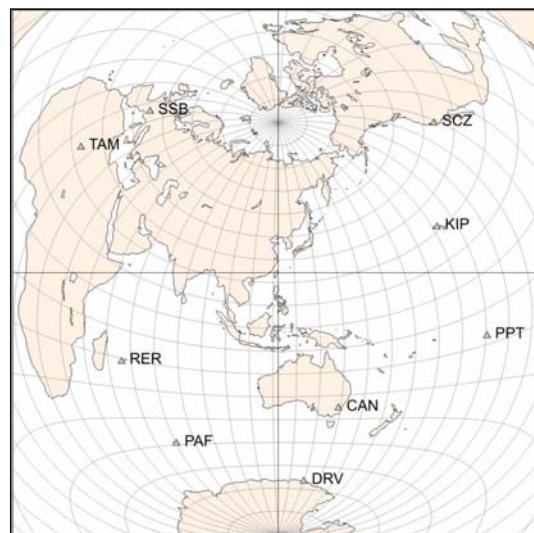 SSB
SCZ
TAM
KIP
PPT
RER
CAN
PAF
DRV